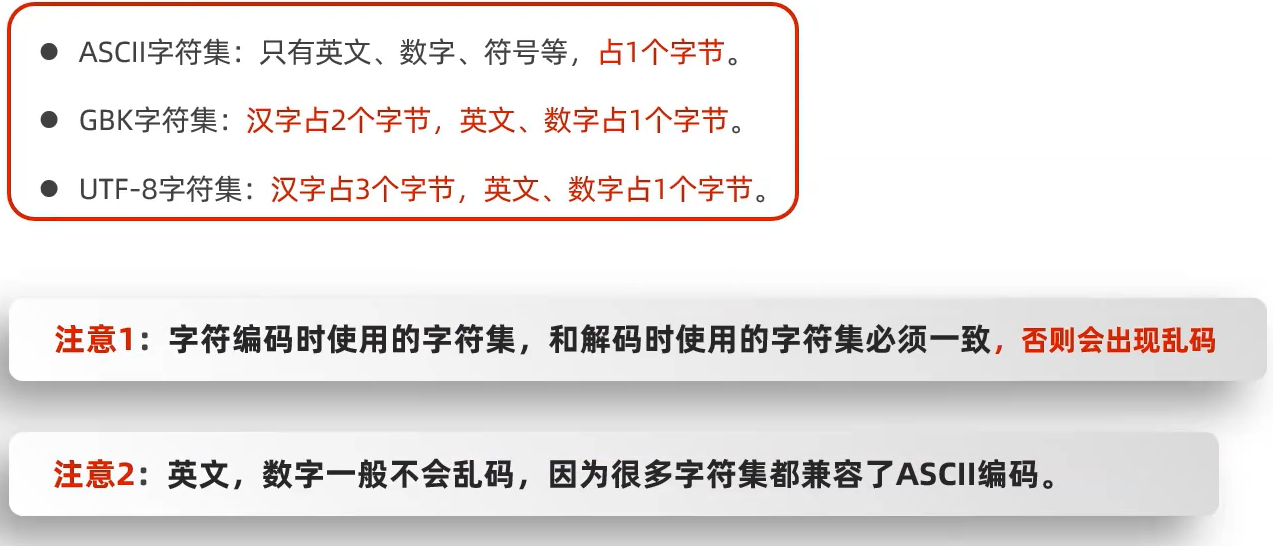 ● ASCII字符集：只有英文、数字、符号等，占1个字节。
● GBK字符集：汉字占2个字节，英文、数字占1个字节。
● UTF-8字符集：汉字占3个字节，英文、数字占1个字节。
注意1：字符编码时使用的字符集，和解码时使用的字符集必须一致，否则会出现乱码
注意2：英文，数字一般不会乱码，因为很多字符集都兼容了ASCII编码。